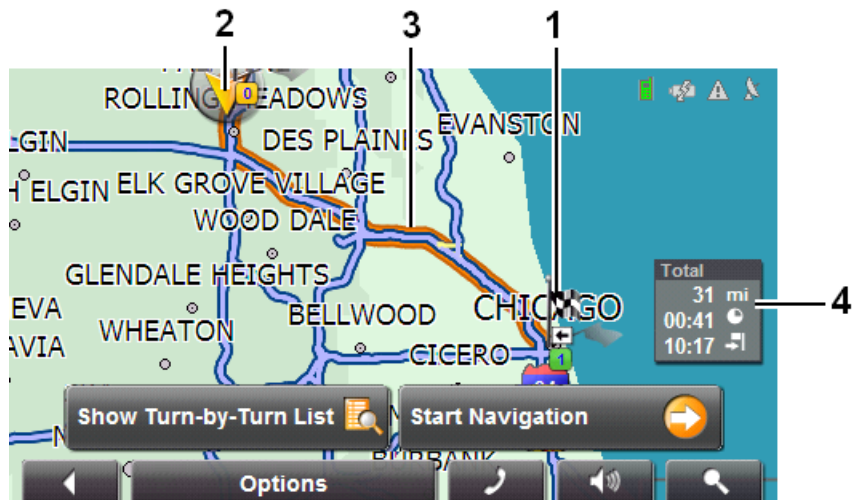 2
3
1
ROLLING MEADOWS
DES PLAINES
EVANSTON
LGIN
ELGIN
ELK GROVE VILLAGE
WOOD DALE
GLENDALE HEIGHTS
EVA
AVIA
WHEATON
BELLWOOD
CHICAGO
CICERO
0
1
Total
31 mi
00:41
10:17
4
Show Turn-by-Turn List
Start Navigation
BURBANK
Options